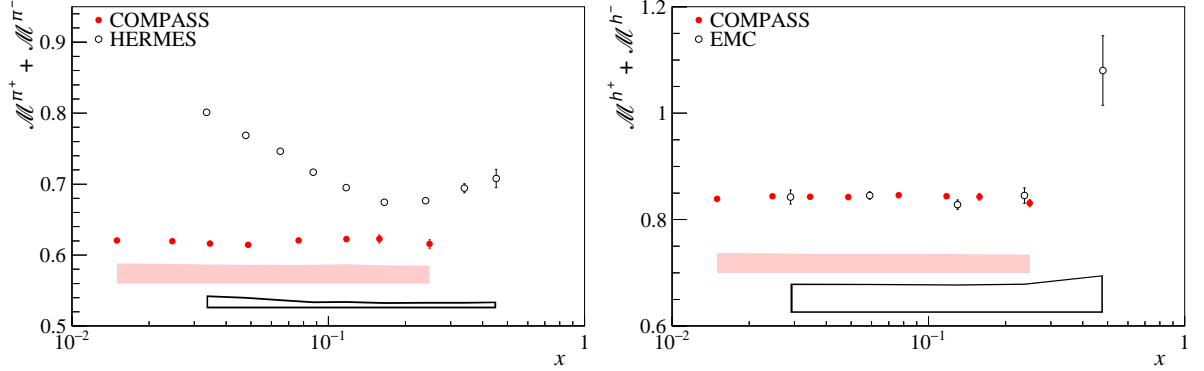 ℳ^π⁺ + ℳ^π⁻
COMPASS
HERMES
0.9
0.8
0.7
0.6
0.5
10⁻²
10⁻¹
1
x
ℳ^h⁺ + ℳ^h⁻
COMPASS
EMC
1.2
1
0.8
0.6
10⁻²
10⁻¹
1
x